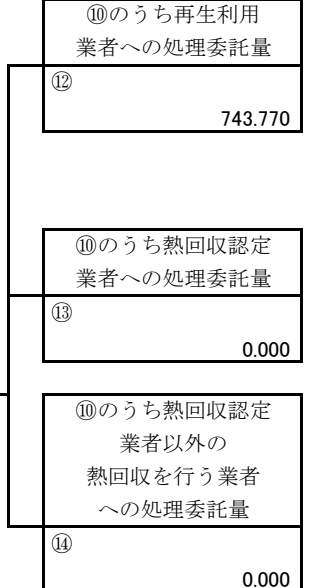 ⑩のうち再生利用
業者への処理委託量
⑫
743.770
⑩のうち熱回収認定
業者への処理委託量
⑬
0.000
⑩のうち熱回収認定
業者以外の
熱回収を行う業者
への処理委託量
⑭
0.000